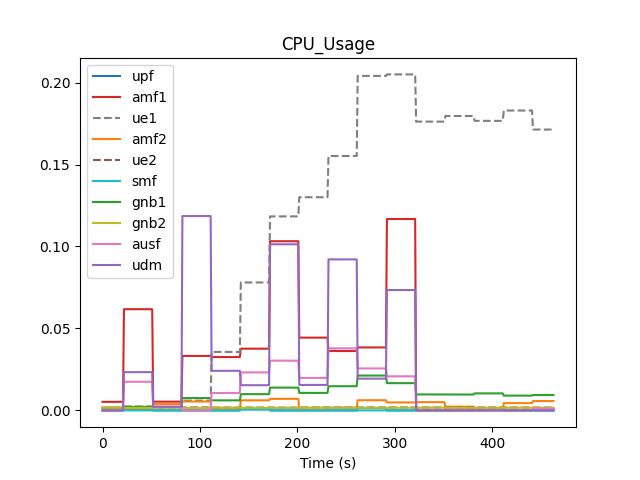 CPU_Usage
upf
amf1
ue1
amf2
ue2
smf
gnb1
gnb2
ausf
udm
0.20
0.15
0.10
0.05
0.00
0 100 200 300 400
Time (s)